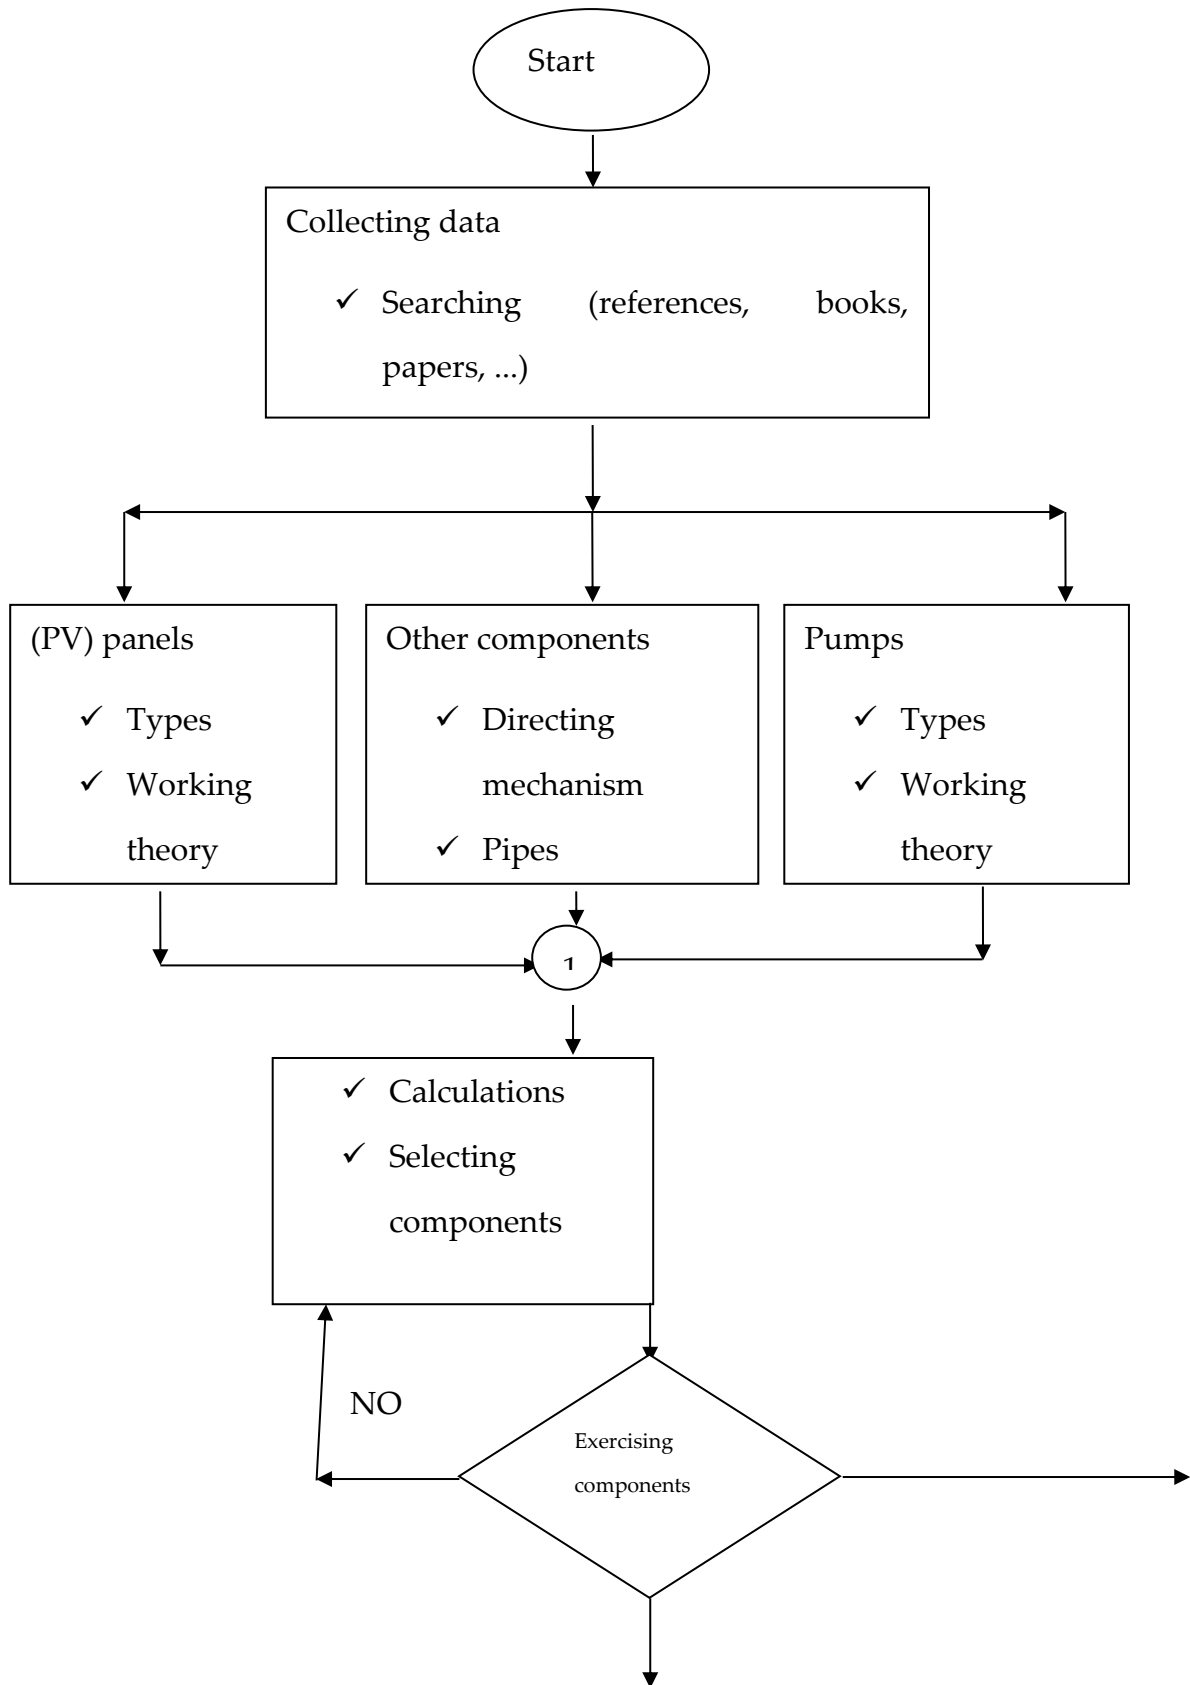 Start
Collecting data
✓ Searching (references, books,
papers, ...)
(PV) panels
✓ Types
✓ Working
theory
Other components
✓ Directing
mechanism
✓ Pipes
Pumps
✓ Types
✓ Working
theory
1
✓ Calculations
✓ Selecting
components
NO
Exercising
components